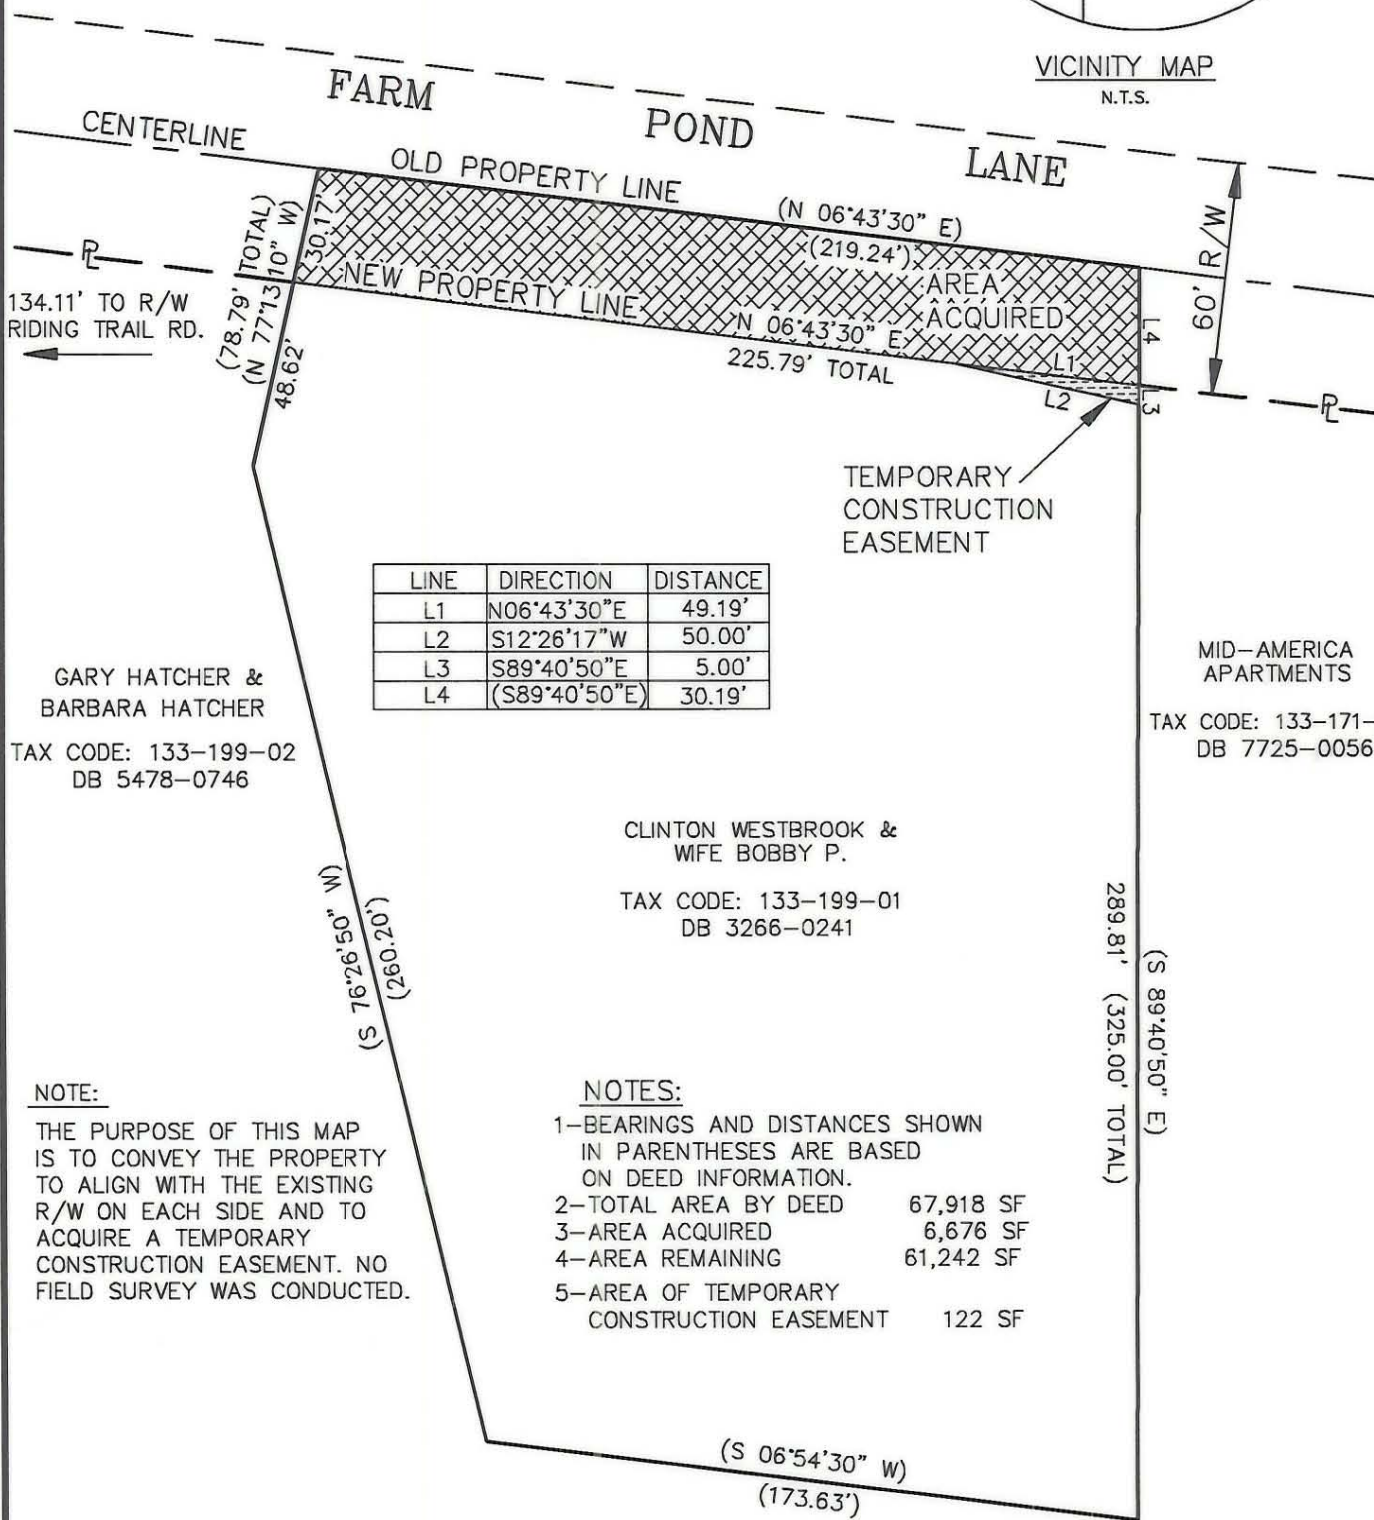 VICINITY MAP
N.T.S.
FARM POND LANE
CENTERLINE
OLD PROPERTY LINE
(N 06°43'30" E)
(219.24')
60' R/W
(78.79' TOTAL)
(N 77°13'10" W)
30.17'
48.62'
PL
NEW PROPERTY LINE
N 06°43'30" E
225.79' TOTAL
AREA
ACQUIRED
L4
L1
L2
L3
PL
134.11' TO R/W
RIDING TRAIL RD.
TEMPORARY
CONSTRUCTION
EASEMENT
LINE DIRECTION DISTANCE
L1 N06°43'30"E 49.19'
L2 S12°26'17"W 50.00'
L3 S89°40'50"E 5.00'
L4 (S89°40'50"E) 30.19'
GARY HATCHER &
BARBARA HATCHER
TAX CODE: 133-199-02
DB 5478-0746
MID-AMERICA
APARTMENTS
TAX CODE: 133-171-
DB 7725-0056
CLINTON WESTBROOK &
WIFE BOBBY P.
TAX CODE: 133-199-01
DB 3266-0241
(S 76°26'50" W)
(260.20')
289.81' (325.00' TOTAL)
(S 89°40'50" E)
NOTE:
THE PURPOSE OF THIS MAP
IS TO CONVEY THE PROPERTY
TO ALIGN WITH THE EXISTING
R/W ON EACH SIDE AND TO
ACQUIRE A TEMPORARY
CONSTRUCTION EASEMENT. NO
FIELD SURVEY WAS CONDUCTED.
NOTES:
1-BEARINGS AND DISTANCES SHOWN
IN PARENTHESES ARE BASED
ON DEED INFORMATION.
2-TOTAL AREA BY DEED 67,918 SF
3-AREA ACQUIRED 6,676 SF
4-AREA REMAINING 61,242 SF
5-AREA OF TEMPORARY
CONSTRUCTION EASEMENT 122 SF
(S 06°54'30" W)
(173.63')